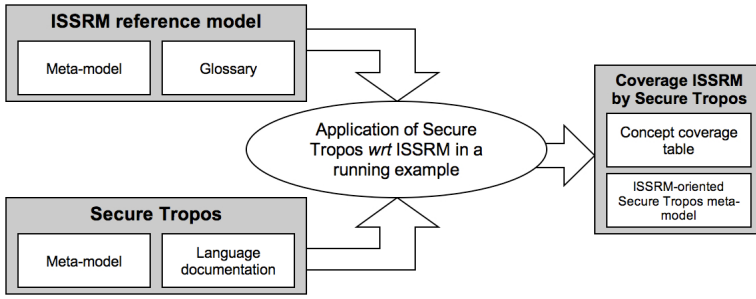 ISSRM reference model
Meta-model
Glossary
Application of Secure
Tropos wrt ISSRM in a
running example
Coverage ISSRM
by Secure Tropos
Concept coverage
table
ISSRM-oriented
Secure Tropos meta-
model
Secure Tropos
Meta-model
Language
documentation